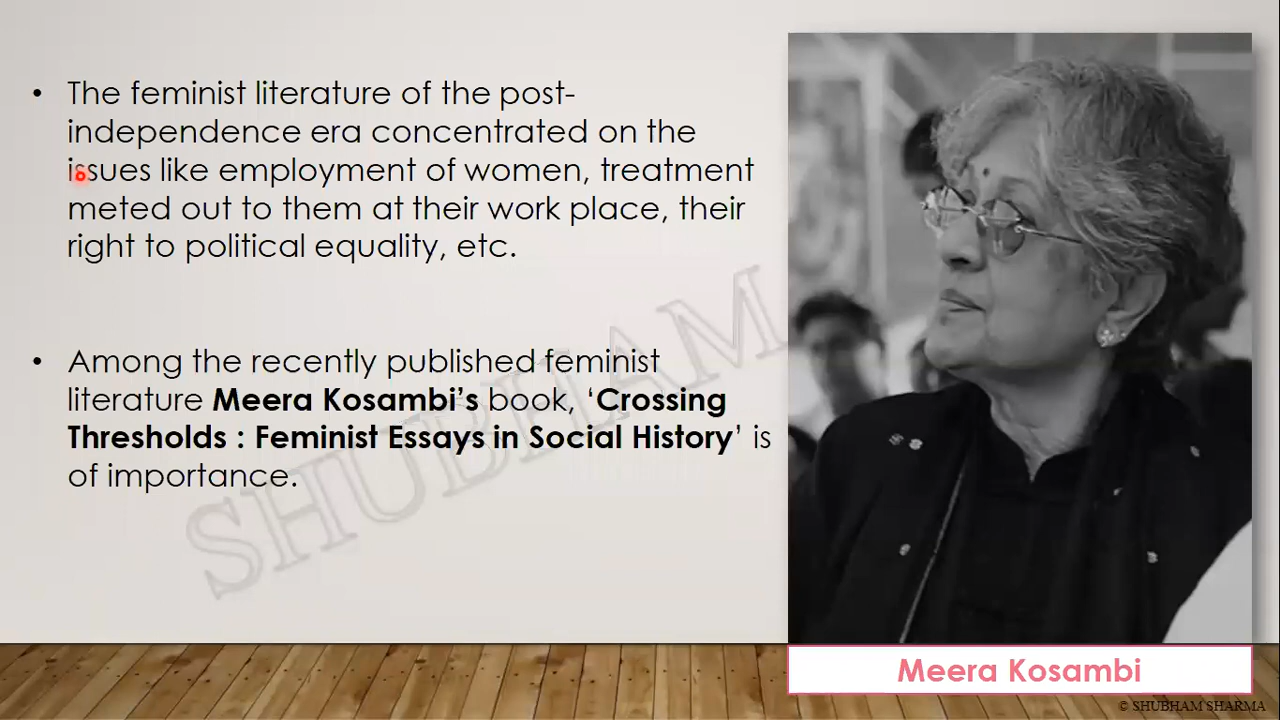 • The feminist literature of the post-
independence era concentrated on the
issues like employment of women, treatment
meted out to them at their work place, their
right to political equality, etc.
• Among the recently published feminist
literature Meera Kosambi’s book, ‘Crossing
Thresholds : Feminist Essays in Social History’ is
of importance.
SHUBHAM
Meera Kosambi
© SHUBHAM SHARMA